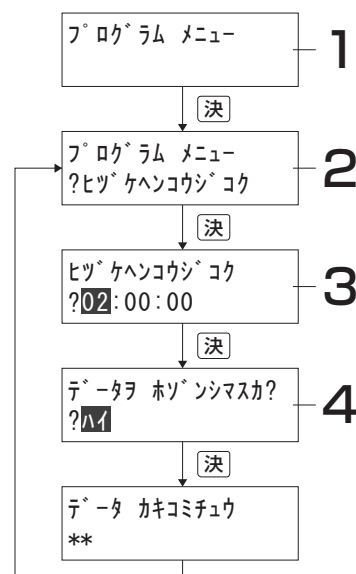 プログラム メニュー
1
決
プログラム メニュー
?ヒヅケヘンコウジコク
2
決
ヒヅケヘンコウジコク
?02:00:00
3
決
データヲ ホゾンシマスカ?
?ハイ
4
決
データ カキコミチュウ
**